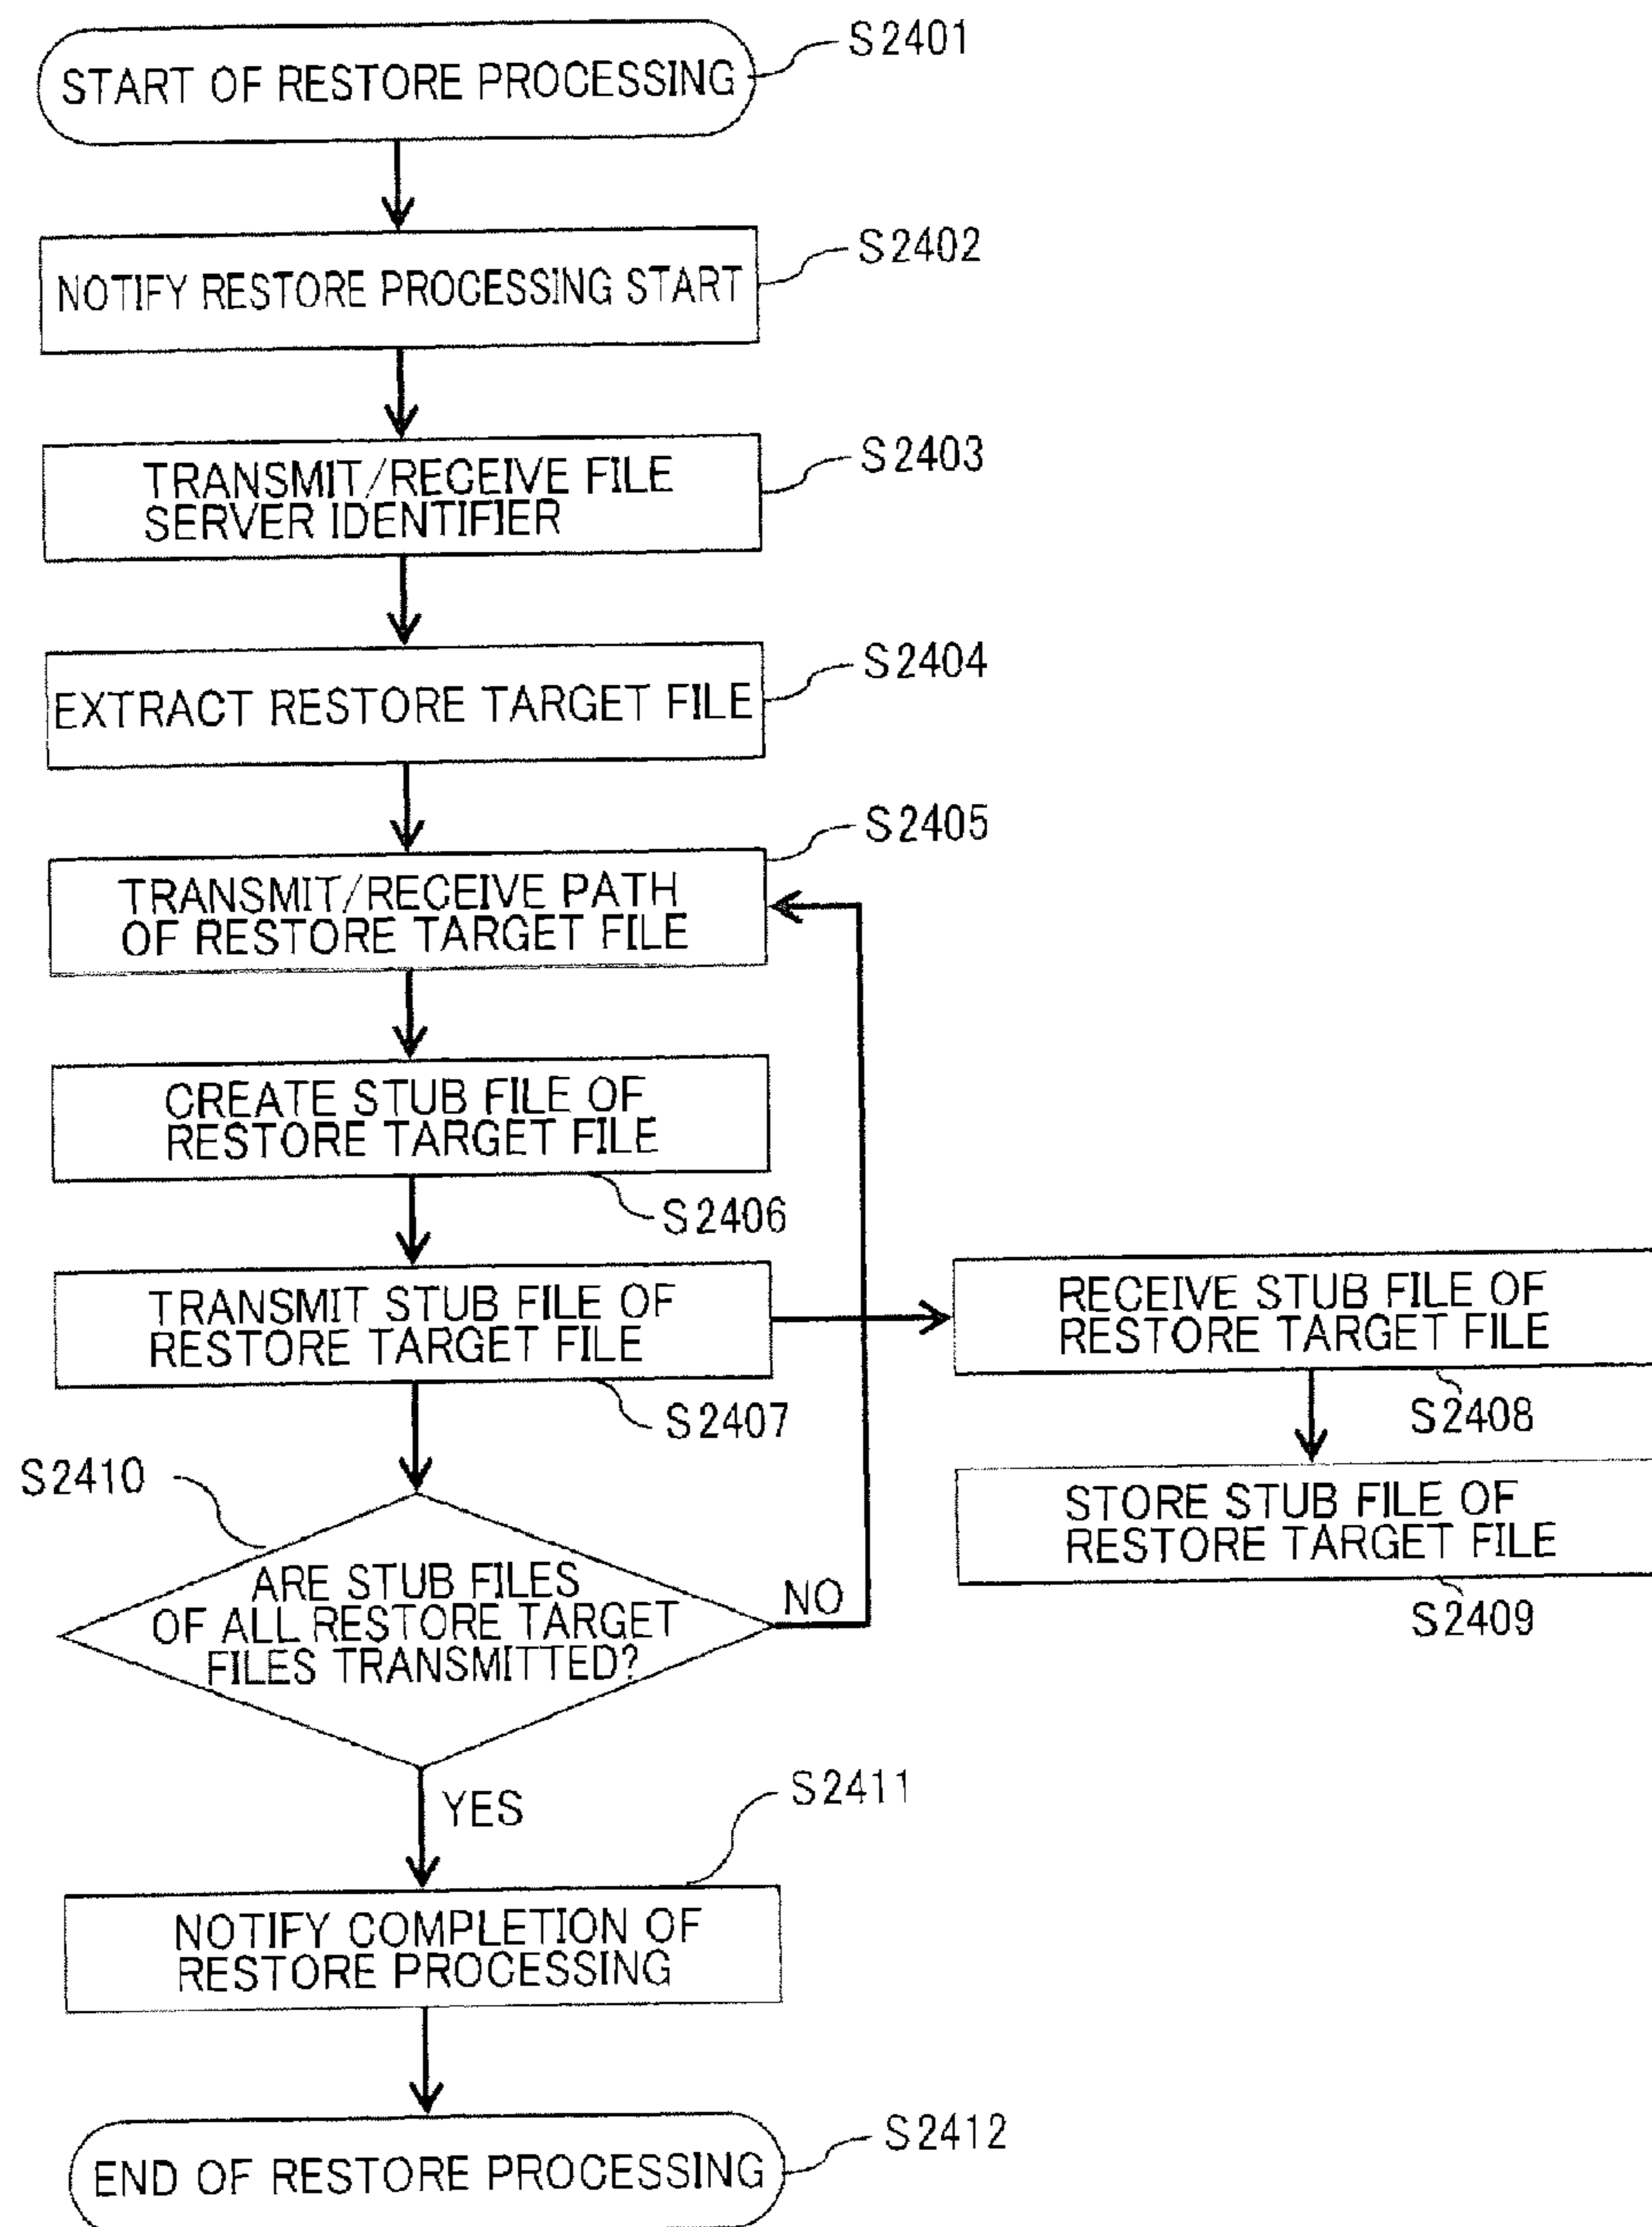 START OF RESTORE PROCESSING
S2401
NOTIFY RESTORE PROCESSING START
S2402
TRANSMIT/RECEIVE FILE
SERVER IDENTIFIER
S2403
EXTRACT RESTORE TARGET FILE
S2404
TRANSMIT/RECEIVE PATH
OF RESTORE TARGET FILE
S2405
CREATE STUB FILE OF
RESTORE TARGET FILE
S2406
TRANSMIT STUB FILE OF
RESTORE TARGET FILE
S2407
RECEIVE STUB FILE OF
RESTORE TARGET FILE
S2408
STORE STUB FILE OF
RESTORE TARGET FILE
S2409
S2410
ARE STUB FILES
OF ALL RESTORE TARGET
FILES TRANSMITTED?
NO
YES
S2411
NOTIFY COMPLETION OF
RESTORE PROCESSING
END OF RESTORE PROCESSING
S2412